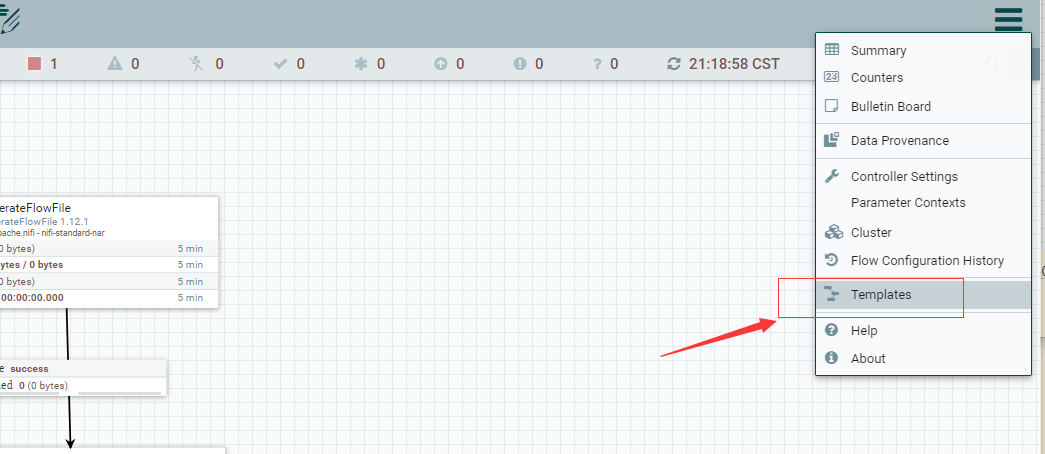 1 0 0 0 0 0 0 0 21:18:58 CST
Summary
Counters
Bulletin Board
Data Provenance
Controller Settings
Parameter Contexts
Cluster
Flow Configuration History
Templates
Help
About
erateFlowFile
erateFlowFile 1.12.1
pache.nifi - nifi-standard-nar
0 bytes) 5 min
ytes / 0 bytes 5 min
0 bytes) 5 min
00:00:00.000 5 min
e success
ed 0 (0 bytes)